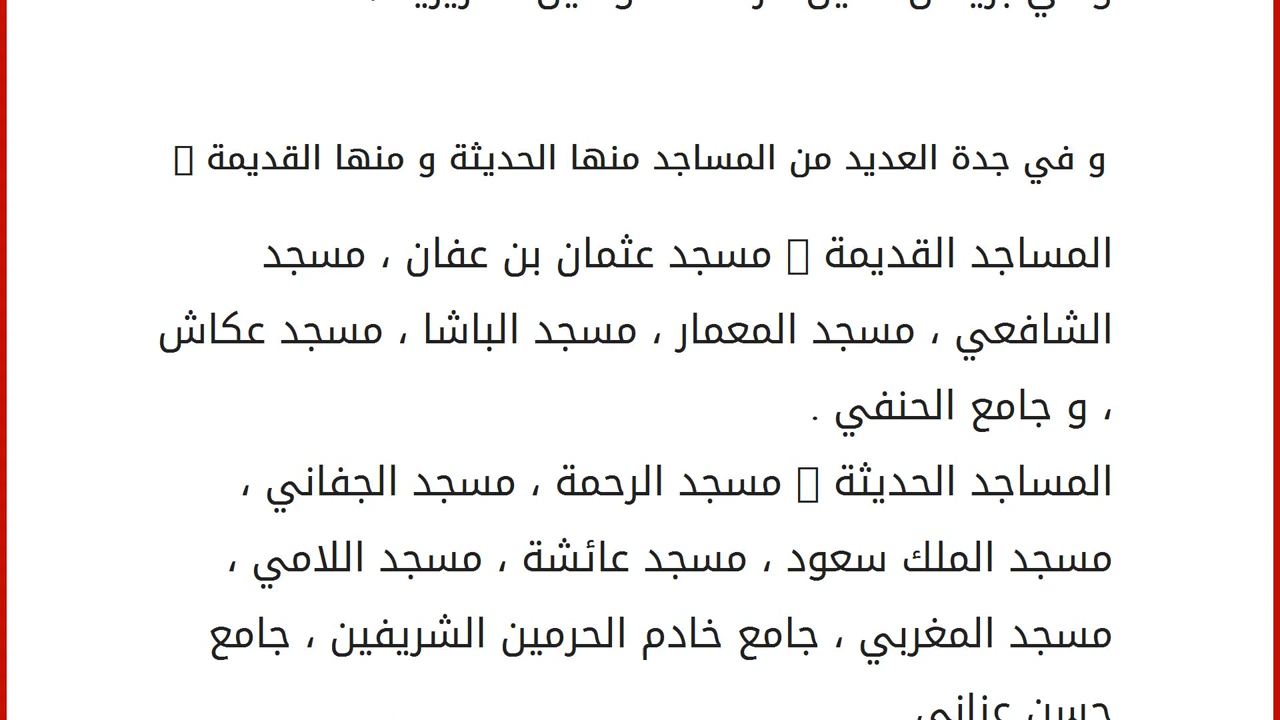 و في جدة العديد من المساجد منها الحديثة و منها القديمة
المساجد القديمة مسجد عثمان بن عفان ، مسجد
الشافعي ، مسجد المعمار ، مسجد الباشا ، مسجد عكاش
، و جامع الحنفي .
المساجد الحديثة مسجد الرحمة ، مسجد الجفاني ،
مسجد الملك سعود ، مسجد عائشة ، مسجد اللامي ،
مسجد المغربي ، جامع خادم الحرمين الشريفين ، جامع
حسن عناني